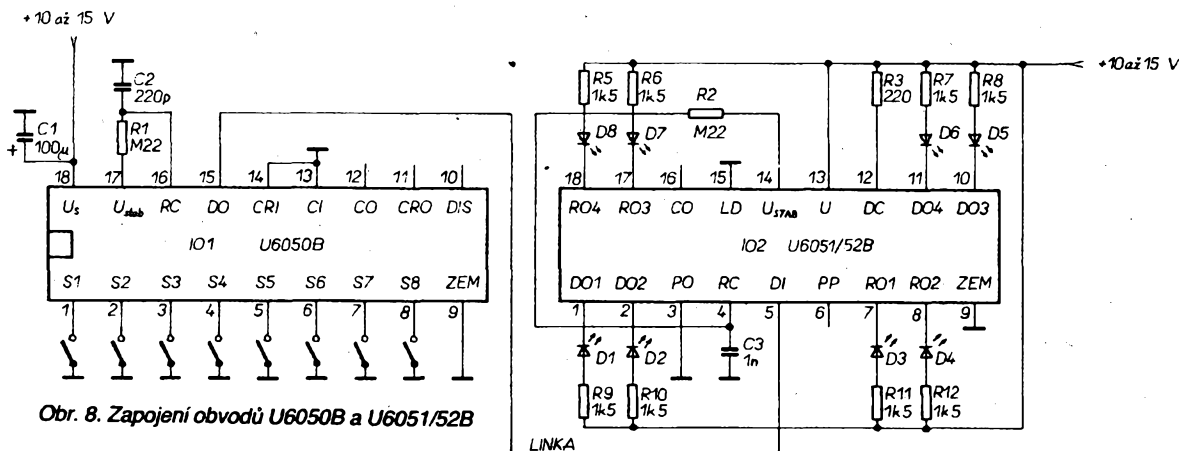 +10 až 15 V
C2
220p
C1
100µ
+
R1
M22
18 17 16 15 14 13 12 11 10
Us Ustab RC DO CRI CI CO CRO DIS
IO1 U6050B
S1 S2 S3 S4 S5 S6 S7 S8 ZEM
1 2 3 4 5 6 7 8 9
Obr. 8. Zapojení obvodů U6050B a U6051/52B
LINKA
+10 až 15 V
R5
1k5
R6
1k5
R2
M22
R3
220
R7
1k5
R8
1k5
D8
D7
D6
D5
18 17 16 15 14 13 12 11 10
RO4 RO3 CO LD USTAB U DC DO4 DO3
IO2 U6051/52B
DO1 DO2 PO RC DI PP RO1 RO2 ZEM
1 2 3 4 5 6 7 8 9
D1
D2
C3
1n
D3
D4
R9
1k5
R10
1k5
R11
1k5
R12
1k5